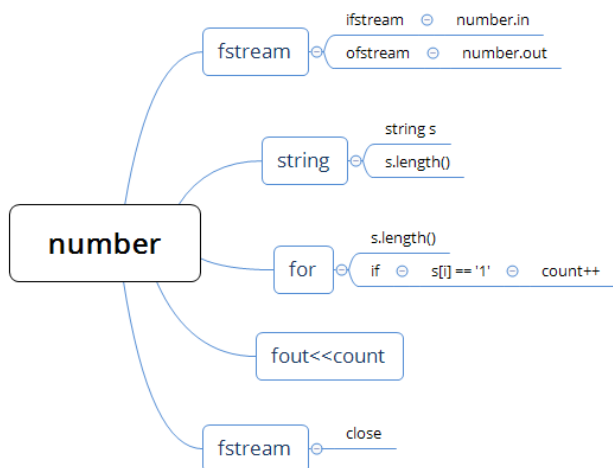 fstream
ifstream number.in
ofstream number.out
string
string s
s.length()
number
for
s.length()
if s[i] == '1' count++
fout<<count
fstream
close